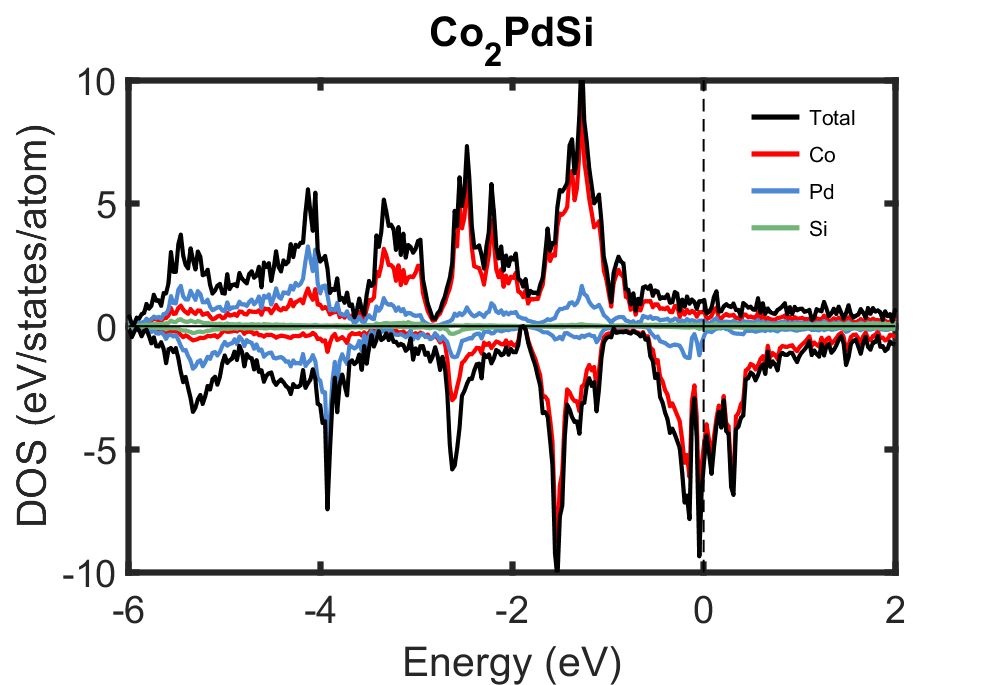 Co₂PdSi
DOS (eV/states/atom)
10
5
0
-5
-10
Total
Co
Pd
Si
-6 -4 -2 0 2
Energy (eV)